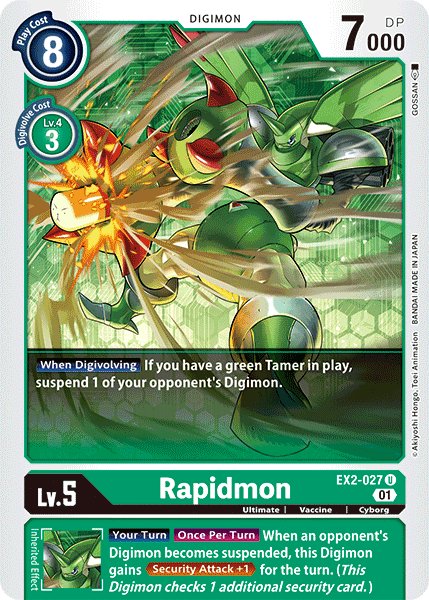 DIGIMON
Play Cost
8
7000 DP
Digivolve Cost
Lv.4
3
GOSSAN
BANDAI MADE IN JAPAN
© Akiyoshi Hongo, Toei Animation
When Digivolving If you have a green Tamer in play,
suspend 1 of your opponent's Digimon.
EX2-027 U
01
Lv.5
Rapidmon
Ultimate | Vaccine | Cyborg
Inherited Effect
Your Turn Once Per Turn When an opponent's
Digimon becomes suspended, this Digimon
gains Security Attack +1 for the turn. (This
Digimon checks 1 additional security card.)